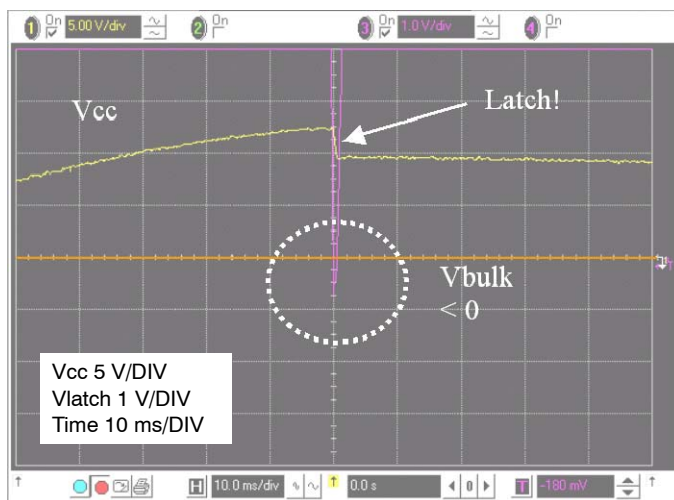 1 On 5.00 V/div 2 On 3 On 1.0 V/div 4 On
Vcc
Latch!
Vbulk
< 0
T
Vcc 5 V/DIV
Vlatch 1 V/DIV
Time 10 ms/DIV
H 10.0 ms/div 0.0 s 0 T -180 mV